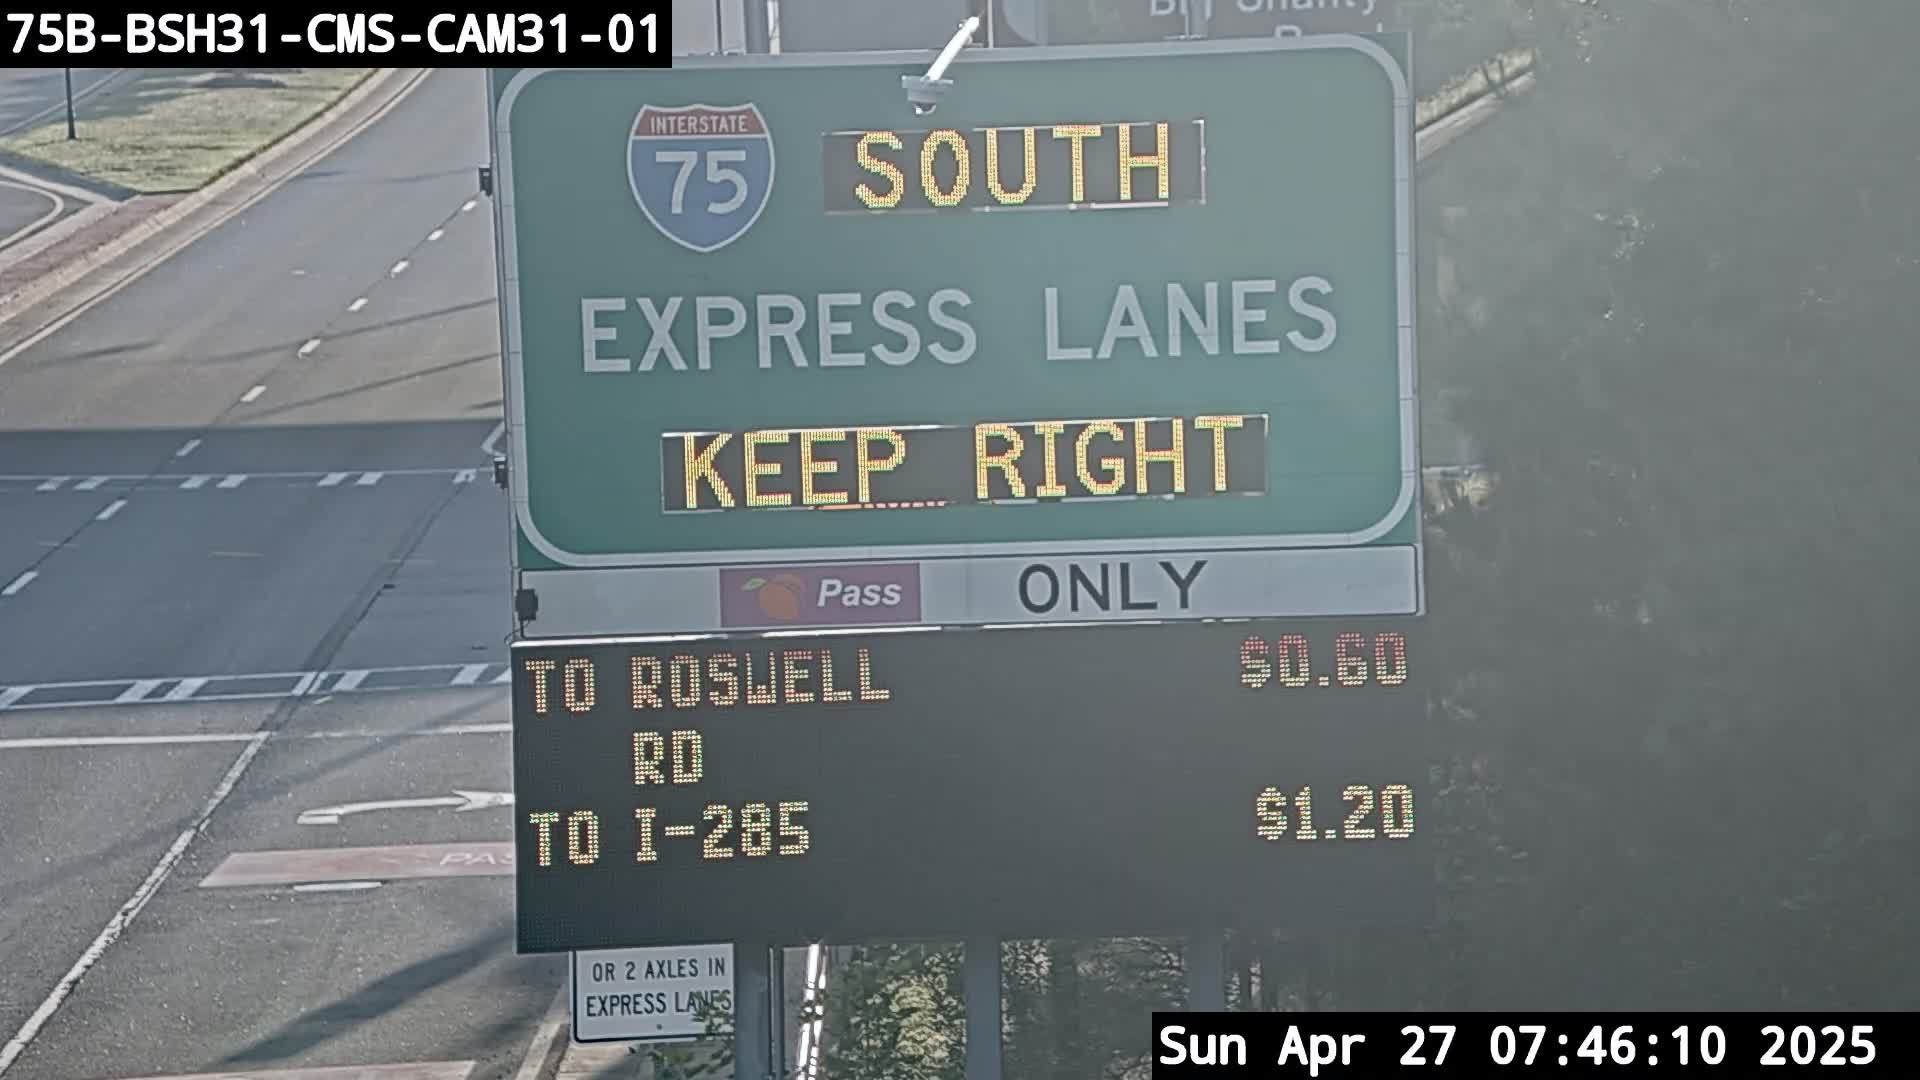 75B-BSH31-CMS-CAM31-01
INTERSTATE
75
SOUTH
EXPRESS LANES
KEEP RIGHT
Pass ONLY
TO ROSWELL $0.60
RD
TO I-285 $1.20
OR 2 AXLES IN
EXPRESS LANES
Sun Apr 27 07:46:10 2025